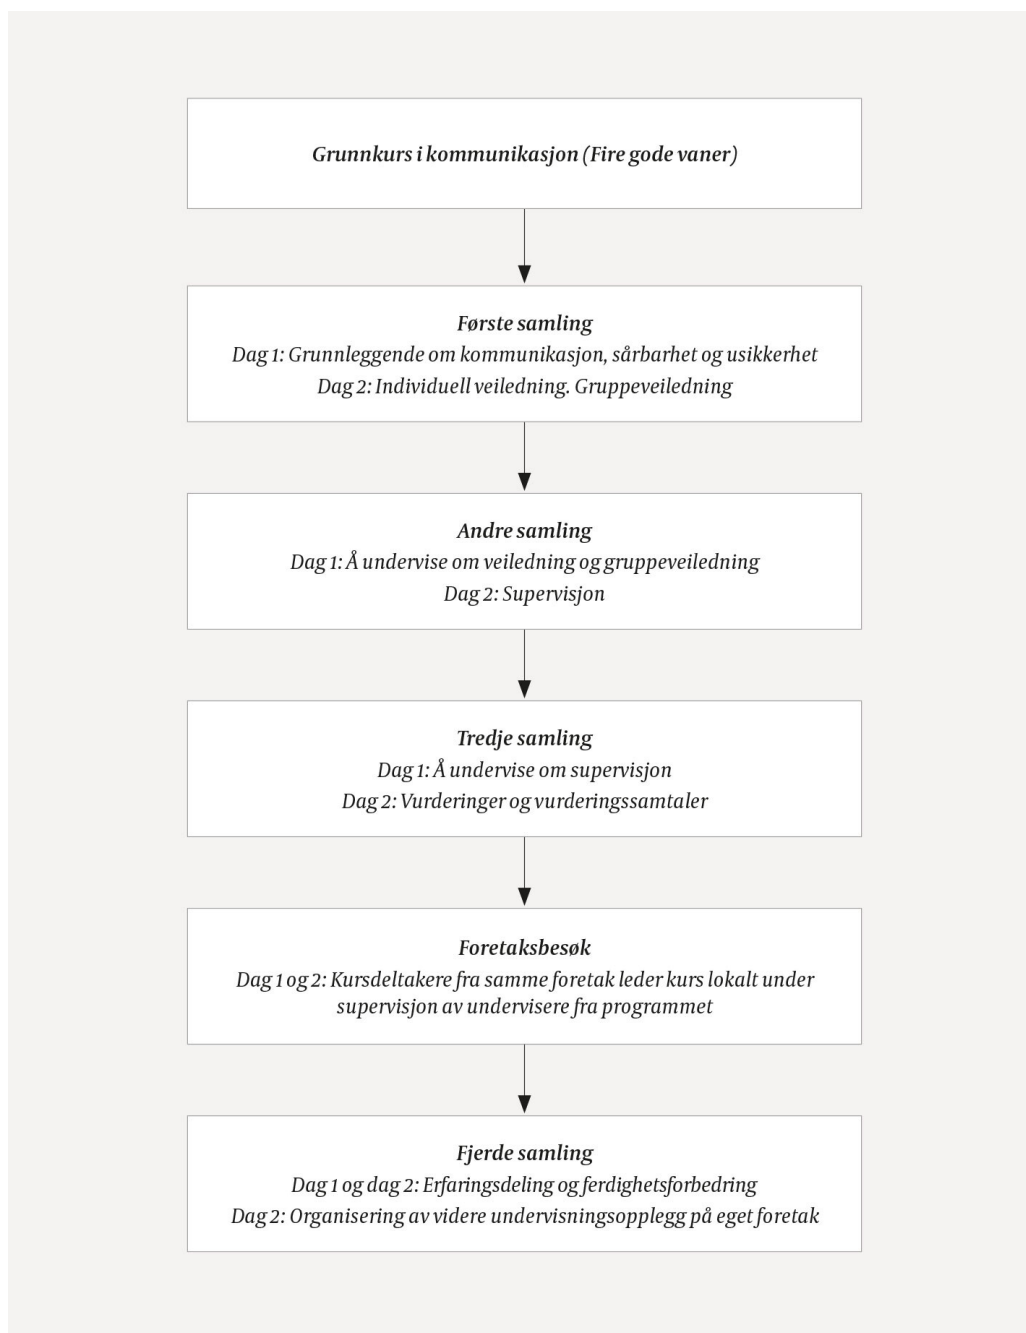 Grunnkurs i kommunikasjon (Fire gode vaner)
Første samling
Dag 1: Grunnleggende om kommunikasjon, sårbarhet og usikkerhet
Dag 2: Individuell veiledning. Gruppeveiledning
Andre samling
Dag 1: Å undervise om veiledning og gruppeveiledning
Dag 2: Supervisjon
Tredje samling
Dag 1: Å undervise om supervisjon
Dag 2: Vurderinger og vurderingssamtaler
Foretaksbesøk
Dag 1 og 2: Kursdeltakere fra samme foretak leder kurs lokalt under
supervisjon av undervisere fra programmet
Fjerde samling
Dag 1 og dag 2: Erfaringsdeling og ferdighetsforbedring
Dag 2: Organisering av videre undervisningsopplegg på eget foretak